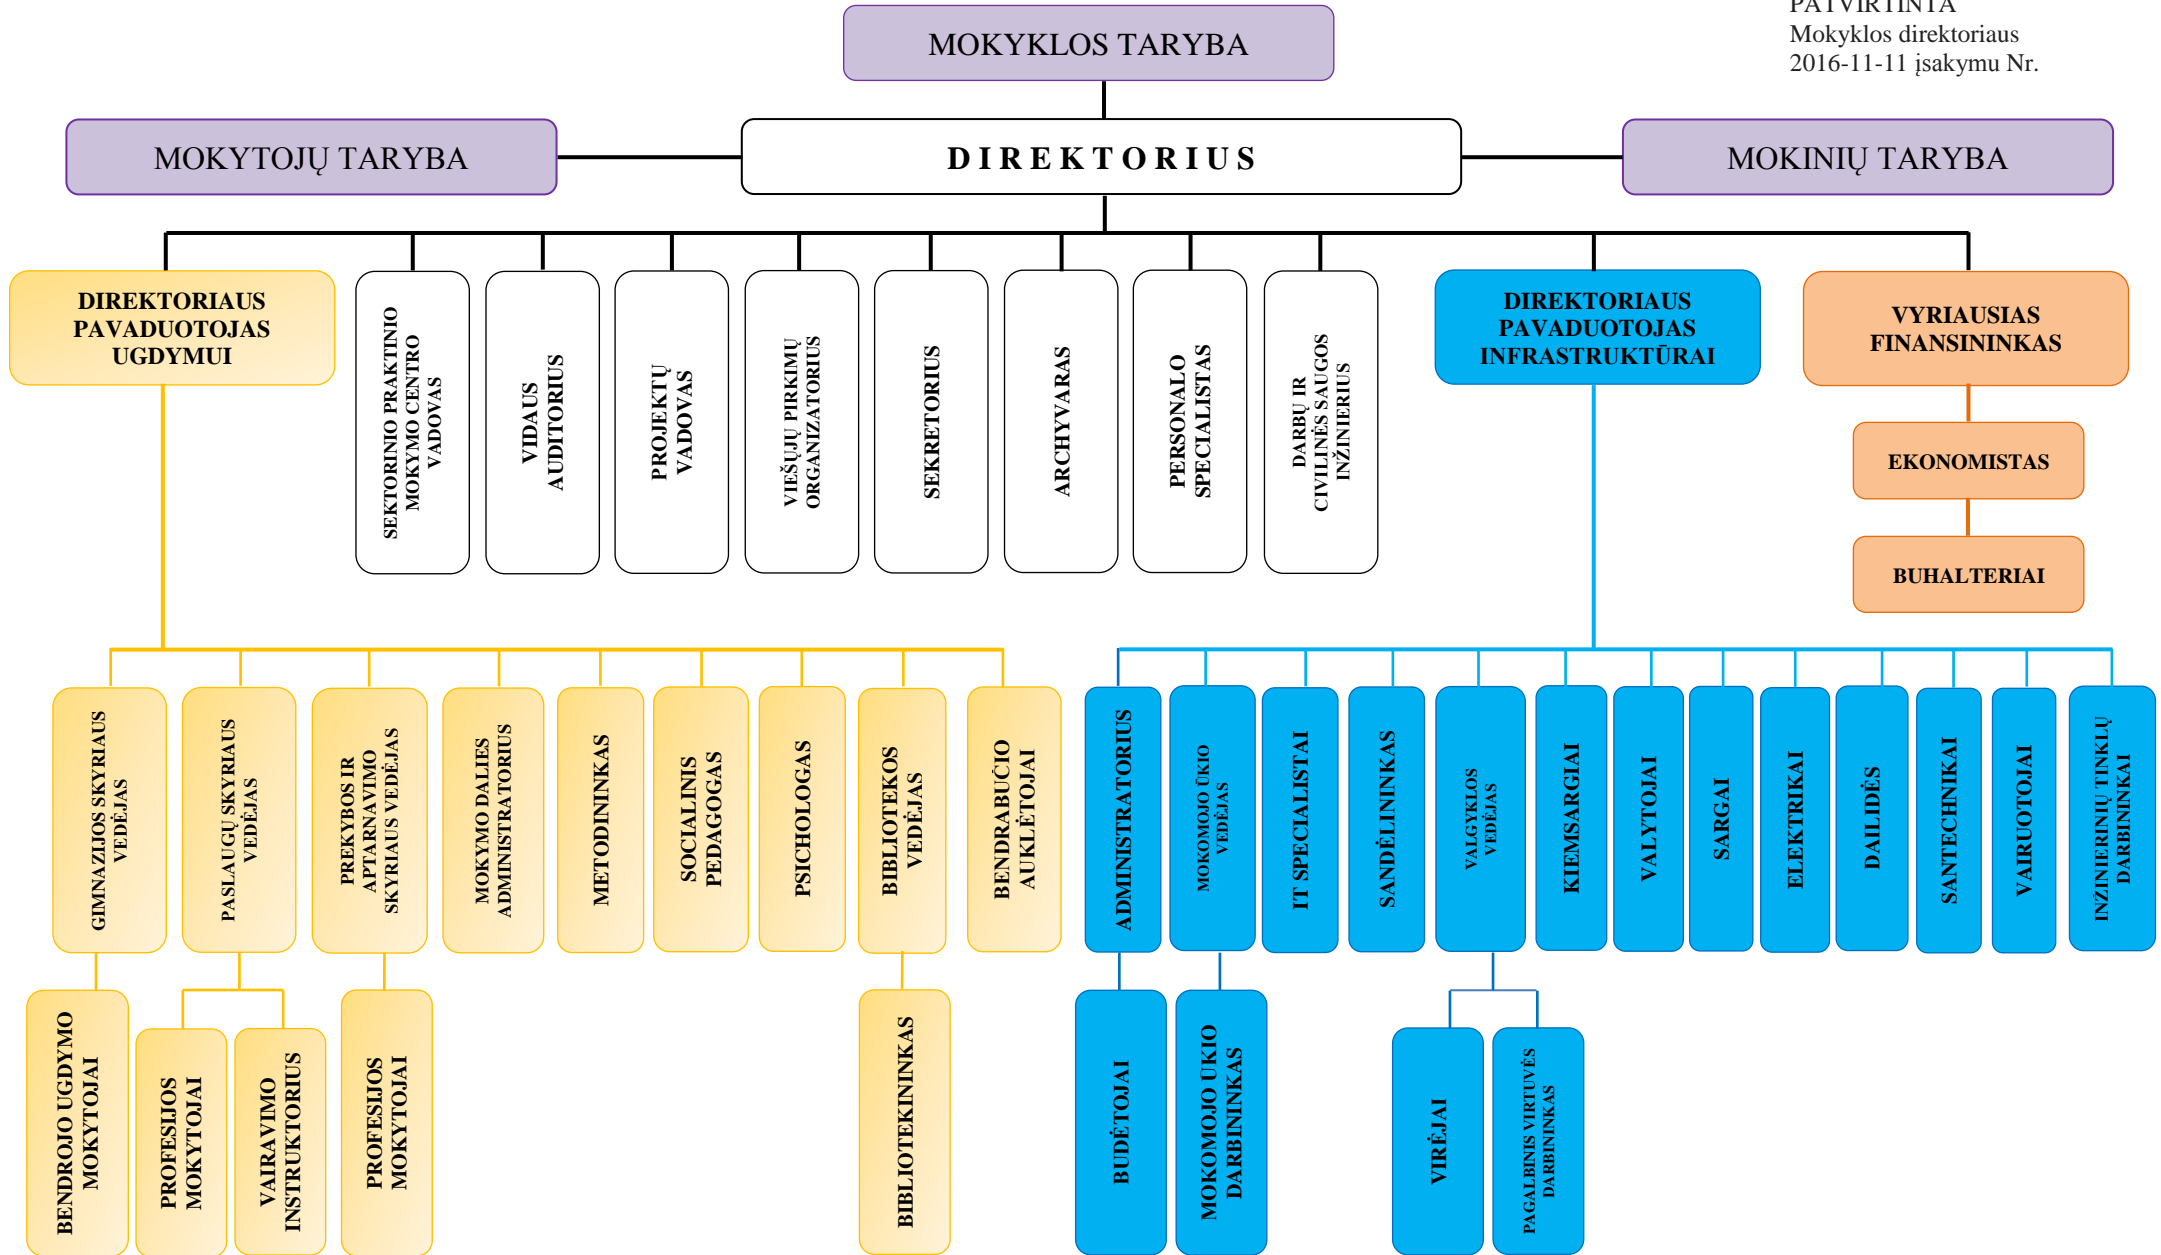 PATVIRTINTA
Mokyklos direktoriaus
2016-11-11 įsakymu Nr.
MOKYKLOS TARYBA
MOKYTOJŲ TARYBA
DIREKTORIUS
MOKINIŲ TARYBA
DIREKTORIAUS
PAVADUOTOJAS
UGDYMUI
SEKTORINIO PRAKTINIO
MOKYMO CENTRO
VADOVAS
VIDAUS
AUDITORIUS
PROJEKTŲ
VADOVAS
VIEŠŲJŲ PIRKIMŲ
ORGANIZATORIUS
SEKRETORIUS
ARCHYVARAS
PERSONALO
SPECIALISTAS
DARBŲ IR
CIVILINĖS SAUGOS
INŽINIERIUS
DIREKTORIAUS
PAVADUOTOJAS
INFRASTRUKTŪRAI
VYRIAUSIAS
FINANSININKAS
EKONOMISTAS
BUHALTERIAI
GIMNAZIJOS SKYRIAUS
VEDĖJAS
PASLAUGŲ SKYRIAUS
VEDĖJAS
PREKYBOS IR
APTARNAVIMO
SKYRIAUS VEDĖJAS
MOKYMO DALIES
ADMINISTRATORIUS
METODININKAS
SOCIALINIS
PEDAGOGAS
PSICHOLOGAS
BIBLIOTEKOS
VEDĖJAS
BENDRABUČIO
AUKLĖTOJAI
ADMINISTRATORIUS
MOKOMOJO ŪKIO
VEDĖJAS
IT SPECIALISTAI
SANDĖLININKAS
VALGYKLOS
VEDĖJAS
KIEMSARGIAI
VALYTOJAI
SARGAI
ELEKTRIKAI
DAILIDĖS
SANTECHNIKAI
VAIRUOTOJAI
INŽINIERINIŲ TINKLŲ
DARBININKAI
BENDROJO UGDYMO
MOKYTOJAI
PROFESIJOS
MOKYTOJAI
VAIRAVIMO
INSTRUKTORIUS
PROFESIJOS
MOKYTOJAI
BIBLIOTEKININKAS
BUDĖTOJAI
MOKOMOJO ŪKIO
DARBININKAS
VIRĖJAI
PAGALBINIS VIRTUVĖS
DARBININKAS